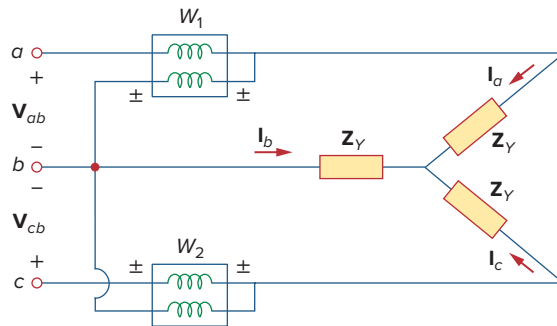 W1
a
+
± ±
Ia
Vab
ZY
−
Ib
ZY
b
−
ZY
Vcb
W2
Ic
+
± ±
c